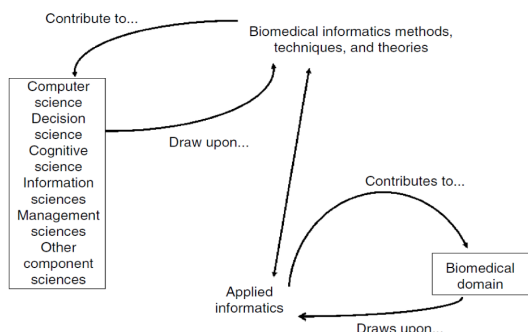 Contribute to...
Biomedical informatics methods,
techniques, and theories
Computer
science
Decision
science
Cognitive
science
Information
sciences
Management
sciences
Other
component
sciences
Draw upon...
Contributes to...
Applied
informatics
Biomedical
domain
Draws upon...